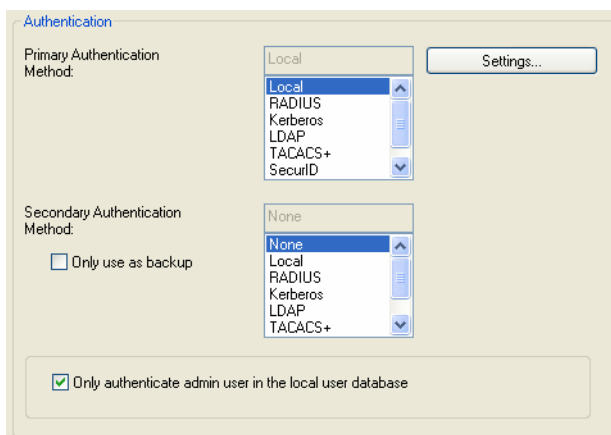 Authentication
Primary Authentication
Method:
Local
Settings...
Local
RADIUS
Kerberos
LDAP
TACACS+
SecurID
Secondary Authentication
Method:
None
Only use as backup
None
Local
RADIUS
Kerberos
LDAP
TACACS+
Only authenticate admin user in the local user database